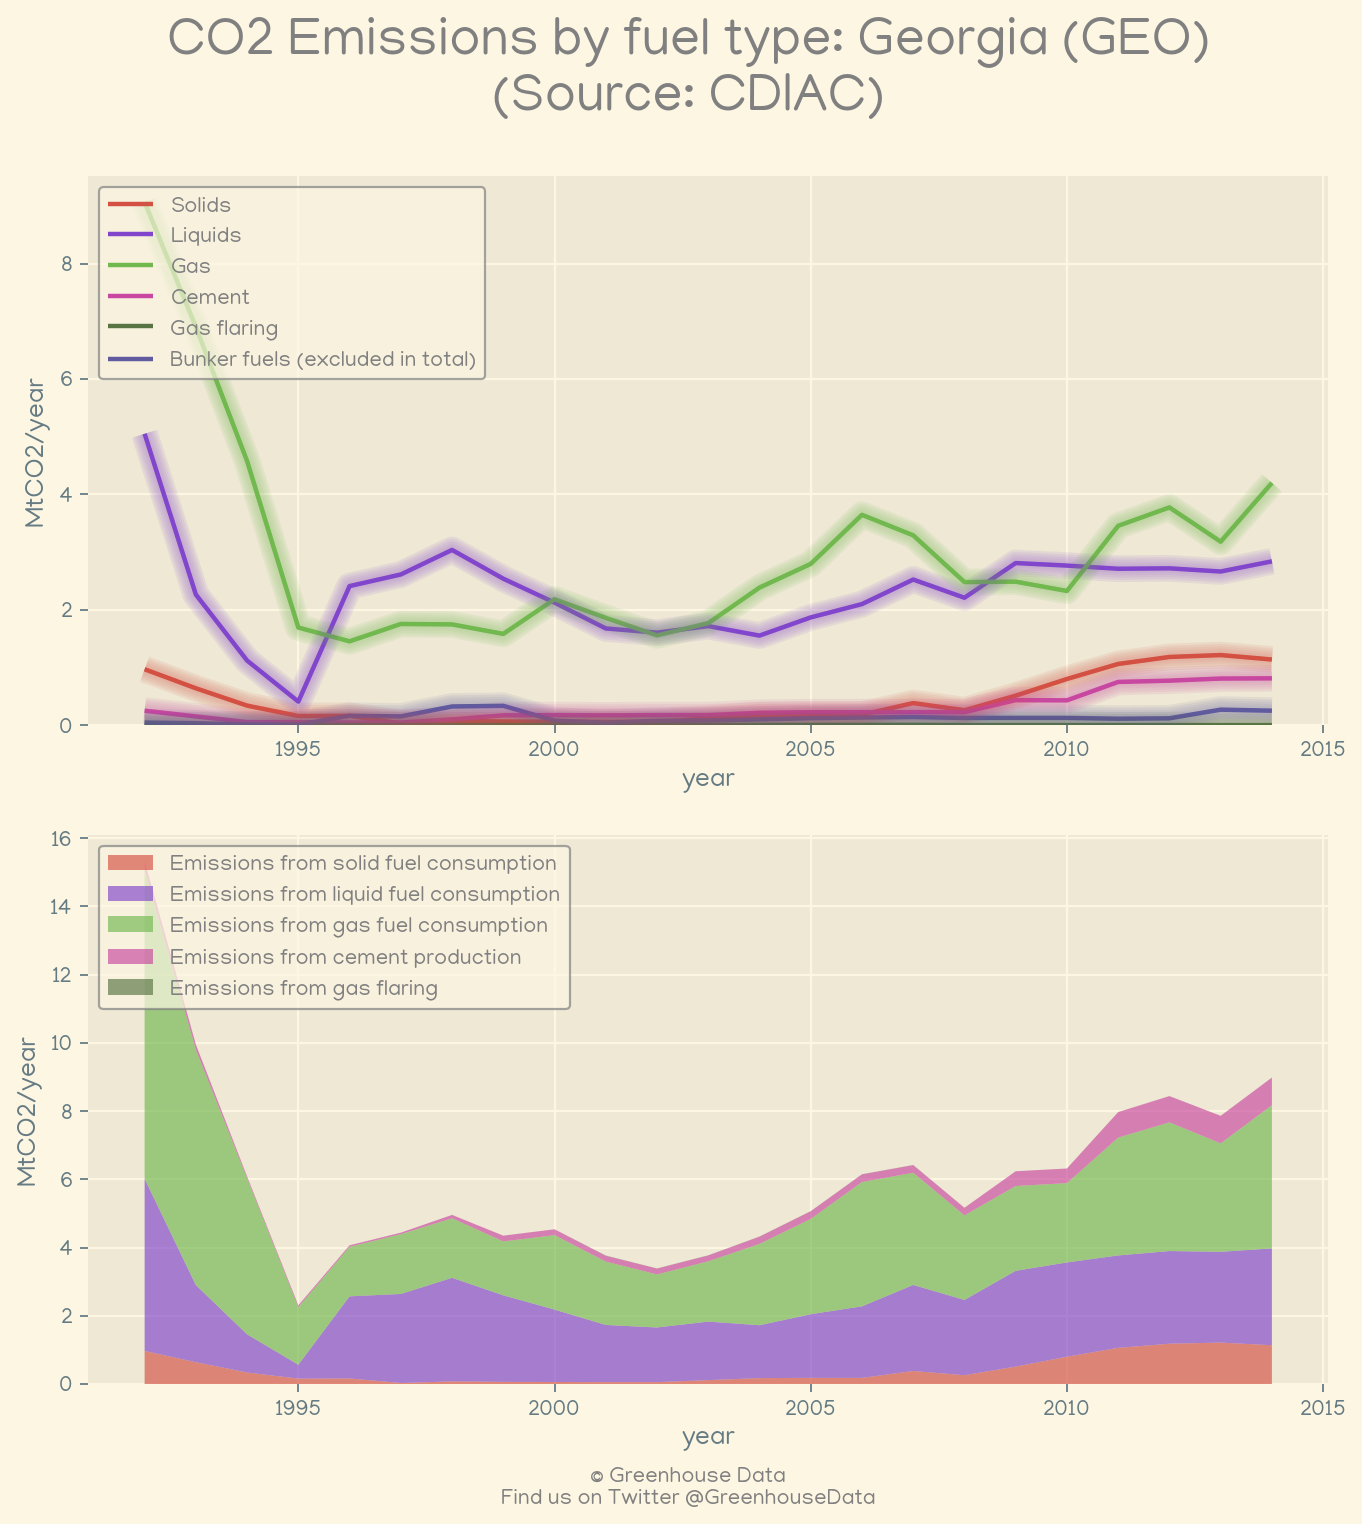 CO2 Emissions by fuel type: Georgia (GEO)
(Source: CDIAC)
Solids
Liquids
Gas
Cement
Gas flaring
Bunker fuels (excluded in total)
8
6
4
2
0
MtCO2/year
1995
2000
2005
2010
2015
year
16
14
12
10
8
6
4
2
0
MtCO2/year
Emissions from solid fuel consumption
Emissions from liquid fuel consumption
Emissions from gas fuel consumption
Emissions from cement production
Emissions from gas flaring
1995
2000
2005
2010
2015
year
© Greenhouse Data
Find us on Twitter @GreenhouseData